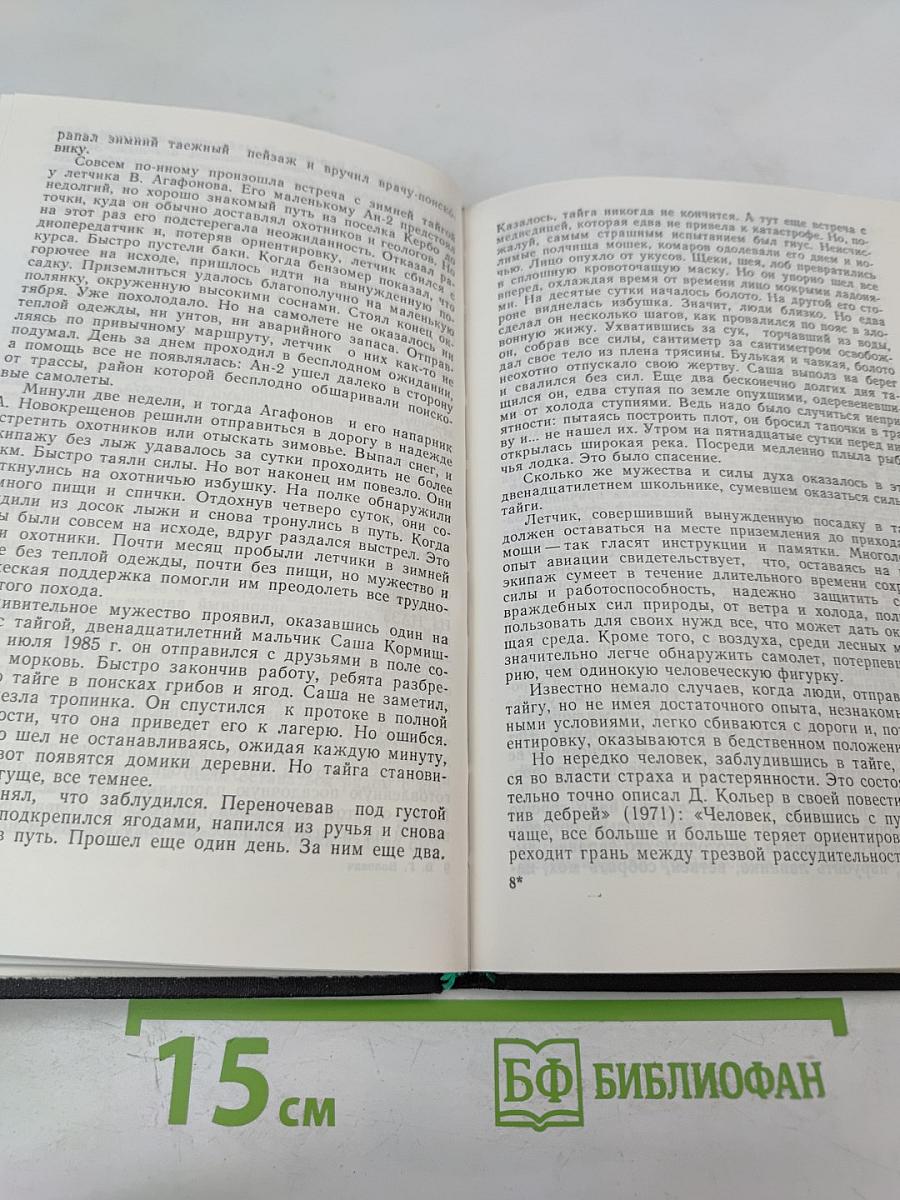 рапал зимний таежный пейзаж и вручил врачу-поиско-
вику.
Совсем по-иному произошла встреча с зимней тайгой
у летчика В. Агафонова. Его маленькому Ан-2 предстоял
недолгий, но хорошо знакомый путь из поселка Кербо до
точки, куда он обычно доставлял охотников и геологов. Но
на этот раз его подстерегала неожиданность. Отказал ра-
диопередатчик и, потеряв ориентировку, летчик сбился с
курса. Быстро пустели баки. Когда бензомер показал, что
горючее на исходе, пришлось идти на вынужденную по-
садку. Приземлиться удалось благополучно на маленькую
полянку, окруженную высокими соснами. Стоял конец ок-
тября. Уже похолодало. Но на самолете не оказалось ни
теплой одежды, ни унтов, ни аварийного запаса. Отправ-
ляясь по привычному маршруту, летчик о них как-то не
подумал. День за днем проходил в бесплодном ожидании,
а помощь все не появлялась: Ан-2 ушел далеко в сторону
от трассы, район которой бесплодно обшаривали поиско-
вые самолеты.
Минули две недели, и тогда Агафонов и его напарник
А. Новокрещенов решили отправиться в дорогу в надежде
стретить охотников или отыскать зимовье. Выпал снег, и
кипажу без лыж удавалось за сутки проходить не более
км. Быстро таяли силы. Но вот наконец им повезло. Они
ткнулись на охотничью избушку. На полке обнаружили
много пищи и спички. Отдохнув четверо суток, они со-
дили из досок лыжи и снова тронулись в путь. Когда
ы были совсем на исходе, вдруг раздался выстрел. Это
и охотники. Почти месяц пробыли летчики в зимней
е без теплой одежды, почти без пищи, но мужество и
еская поддержка помогли им преодолеть все трудно-
того похода.
дивительное мужество проявил, оказавшись один на
с тайгой, двенадцатилетний мальчик Саша Кормиш-
июля 1985 г. он отправился с друзьями в поле со-
морковь. Быстро закончив работу, ребята разбре-
о тайге в поисках грибов и ягод. Саша не заметил,
езла тропинка. Он спустился к протоке в полной
ости, что она приведет его к лагерю. Но ошибся.
о шел не останавливаясь, ожидая каждую минуту,
вот появятся домики деревни. Но тайга станови-
гуще, все темнее.
нял, что заблудился. Переночевав под густой
подкрепился ягодами, напился из ручья и снова
в путь. Прошел еще один день. За ним еще два.
Казалось, тайга никогда не кончится. А тут еще встреча с
медведицей, которая едва не привела к катастрофе. Но, по-
жалуй, самым страшным испытанием был гнус. Неисчис-
лимые полчища мошек, комаров одолевали его днем и но-
чью. Лицо опухло от укусов. Щеки, шея, лоб превратились
в сплошную кровоточащую маску. Но он упорно шел все
вперед, охлаждая время от времени лицо мокрыми ладоня-
ми. На десятые сутки началось болото. На другой его сто-
роне виднелась избушка. Значит, люди близко. Но едва
сделал он несколько шагов, как провалился по пояс в зло-
вонную жижу. Ухватившись за сук, торчавший из воды,
он, собрав все силы, сантиметр за сантиметром освобож-
дал свое тело из плена трясины. Булькая и чавкая, болото
неохотно отпускало свою жертву. Саша выполз на берег
и свалился без сил. Еще два бесконечно долгих дня та-
щился он, едва ступая по земле опухшими, одеревеневши-
ми от холода ступнями. Ведь надо было случиться непри
ятности: пытаясь построить плот, он бросил тапочки в тра
ву и... не нашел их. Утром на пятнадцатые сутки перед ни
открылась широкая река. Посреди медленно плыла рыб
чья лодка. Это было спасение.
Сколько же мужества и силы духа оказалось в эт
двенадцатилетнем школьнике, сумевшем оказаться силь
тайги.
Летчик, совершивший вынужденную посадку в та
должен оставаться на месте приземления до прихода
мощи — так гласят инструкции и памятки. Многол
опыт авиации свидетельствует, что, оставаясь на
экипаж сумеет в течение длительного времени сохр
силы и работоспособность, надежно защитить с
враждебных сил природы, от ветра и холода, пол
пользовать для своих нужд все, что может дать ок
щая среда. Кроме того, с воздуха, среди лесных м
значительно легче обнаружить самолет, потерпевш
рию, чем одинокую человеческую фигурку.
Известно немало случаев, когда люди, отправ
тайгу, но не имея достаточного опыта, незнаком
ными условиями, легко сбиваются с дороги и, пот
ентировку, оказываются в бедственном положени
Но нередко человек, заблудившись в тайге,
ся во власти страха и растерянности. Это состо
тельно точно описал Д. Кольер в своей повести
тив дебрей» (1971): «Человек, сбившись с пу
чаще, все больше и больше теряет ориентиров
реходит грань между трезвой рассудительност
8*
15 см
БФ БИБЛИОФАН